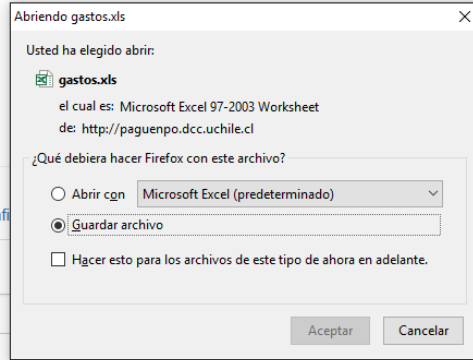 Abriendo gastos.xls
Usted ha elegido abrir:
gastos.xls
el cual es: Microsoft Excel 97-2003 Worksheet
de: http://paguenpo.dcc.uchile.cl
¿Qué debiera hacer Firefox con este archivo?
Abrir con Microsoft Excel (predeterminado)
fi
Guardar archivo
Hacer esto para los archivos de este tipo de ahora en adelante.
Aceptar Cancelar